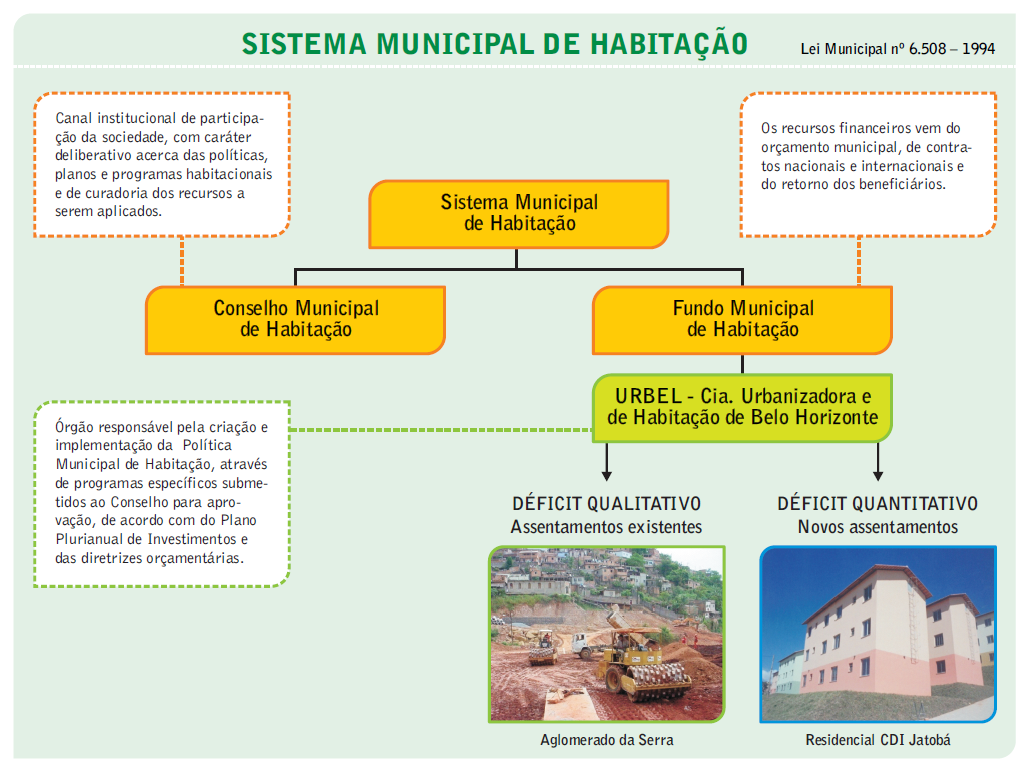 SISTEMA MUNICIPAL DE HABITAÇÃO
Lei Municipal nº 6.508 – 1994
Canal institucional de participa-
ção da sociedade, com caráter
deliberativo acerca das políticas,
planos e programas habitacionais
e de curadoria dos recursos a
serem aplicados.
Os recursos financeiros vem do
orçamento municipal, de contra-
tos nacionais e internacionais e
do retorno dos beneficiários.
Sistema Municipal
de Habitação
Conselho Municipal
de Habitação
Fundo Municipal
de Habitação
URBEL - Cia. Urbanizadora e
de Habitação de Belo Horizonte
Órgão responsável pela criação e
implementação da Política
Municipal de Habitação, através
de programas específicos subme-
tidos ao Conselho para apro-
vação, de acordo com do Plano
Plurianual de Investimentos e
das diretrizes orçamentárias.
DÉFICIT QUALITATIVO
Assentamentos existentes
DÉFICIT QUANTITATIVO
Novos assentamentos
Aglomerado da Serra
Residencial CDI Jatobá